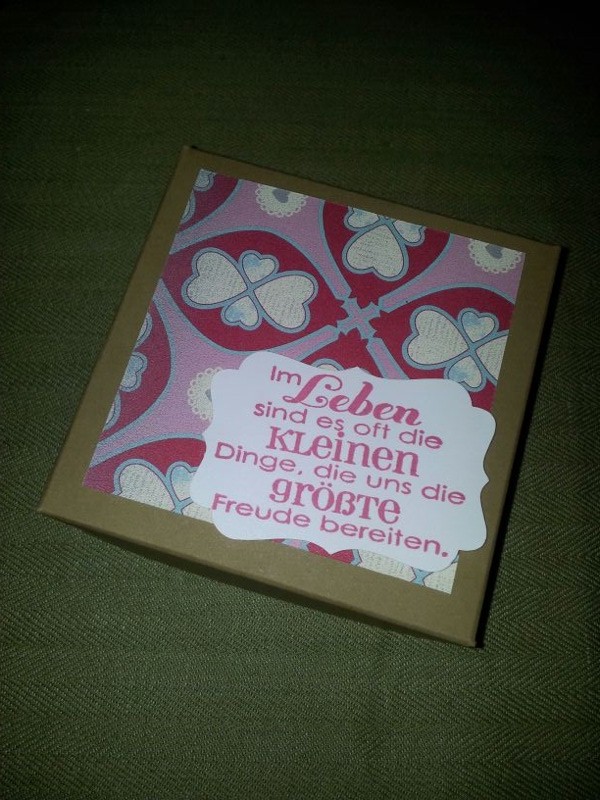 Im Leben
sind es oft die
kleinen
Dinge, die uns die
größte
Freude bereiten.